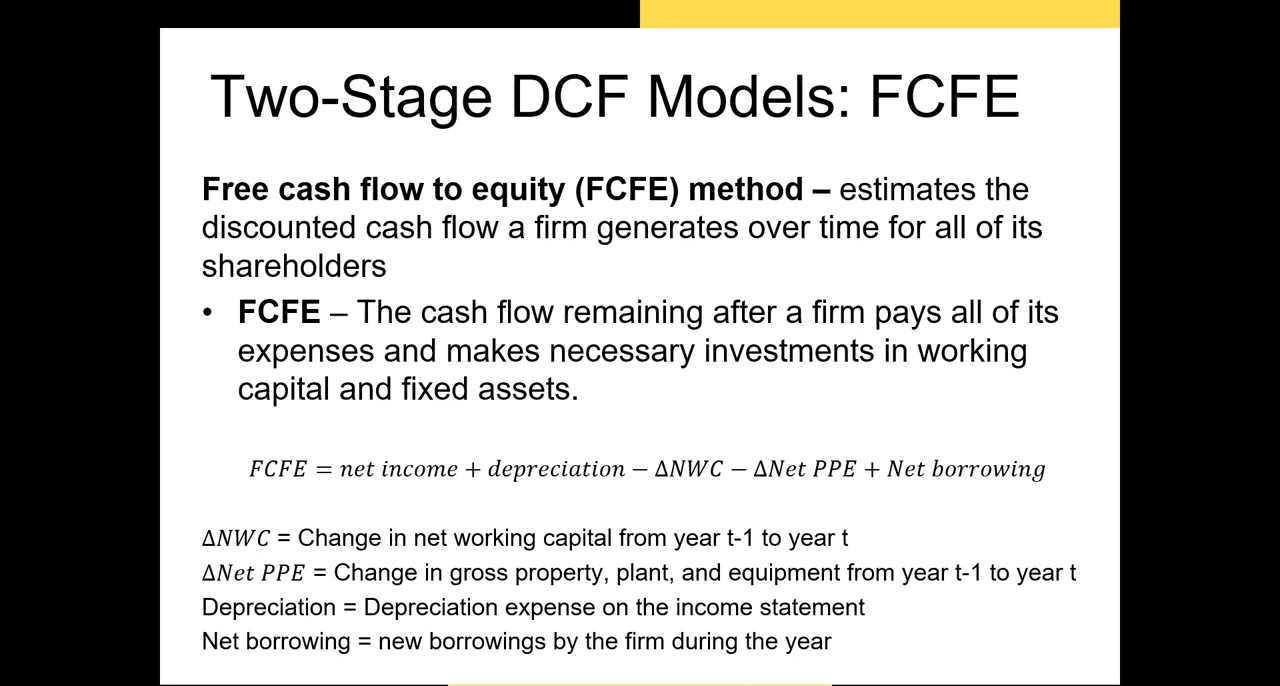 Two-Stage DCF Models: FCFE
Free cash flow to equity (FCFE) method – estimates the
discounted cash flow a firm generates over time for all of its
shareholders
• FCFE – The cash flow remaining after a firm pays all of its
expenses and makes necessary investments in working
capital and fixed assets.
FCFE = net income + depreciation − ΔNWC − ΔNet PPE + Net borrowing
ΔNWC = Change in net working capital from year t-1 to year t
ΔNet PPE = Change in gross property, plant, and equipment from year t-1 to year t
Depreciation = Depreciation expense on the income statement
Net borrowing = new borrowings by the firm during the year